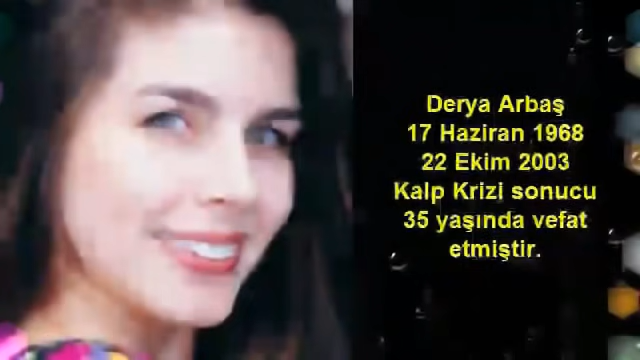 Derya Arbaş
17 Haziran 1968
22 Ekim 2003
Kalp Krizi sonucu
35 yaşında vefat
etmiştir.